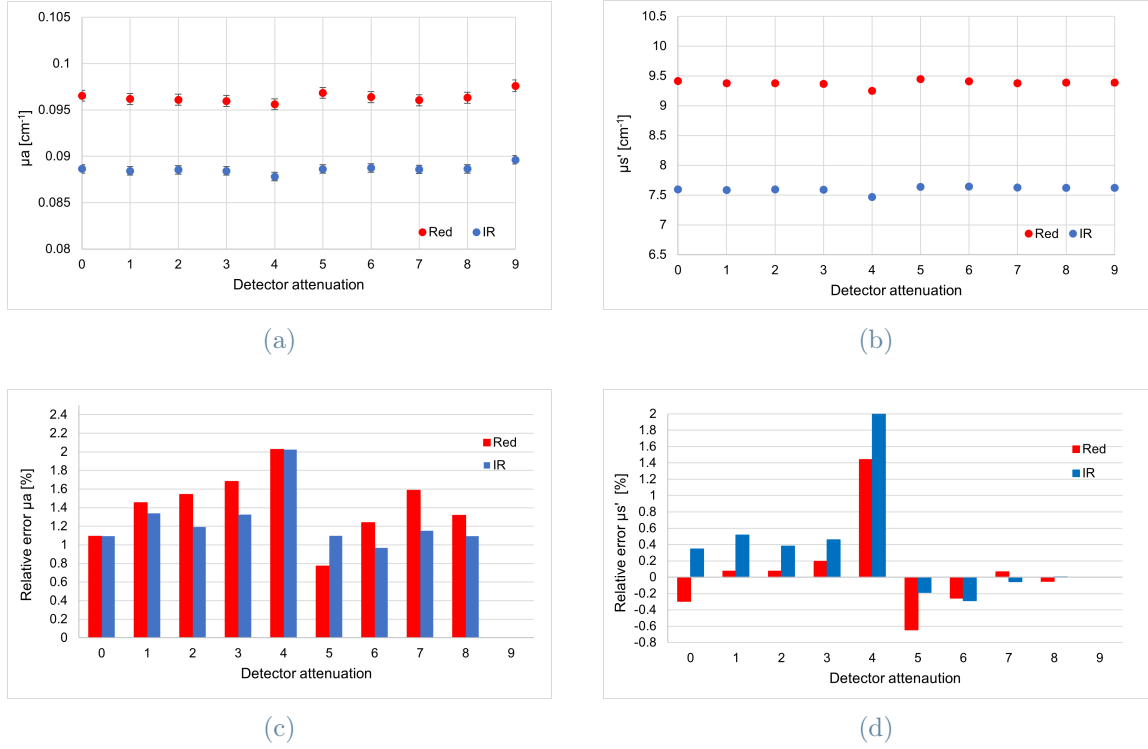 0.105
0.1
0.095
0.09
0.085
0.08
μa [cm⁻¹]
Red IR
0 1 2 3 4 5 6 7 8 9
Detector attenuation
(a)
10.5
10
9.5
9
8.5
8
7.5
7
6.5
μs' [cm⁻¹]
Red IR
0 1 2 3 4 5 6 7 8 9
Detector attenuation
(b)
2.4
2.2
2
1.8
1.6
1.4
1.2
1
0.8
0.6
0.4
0.2
0
Relative error μa [%]
Red
IR
0 1 2 3 4 5 6 7 8 9
Detector attenuation
(c)
2
1.8
1.6
1.4
1.2
1
0.8
0.6
0.4
0.2
0
-0.2
-0.4
-0.6
-0.8
Relative error μs' [%]
Red
IR
0 1 2 3 4 5 6 7 8 9
Detector attenaution
(d)